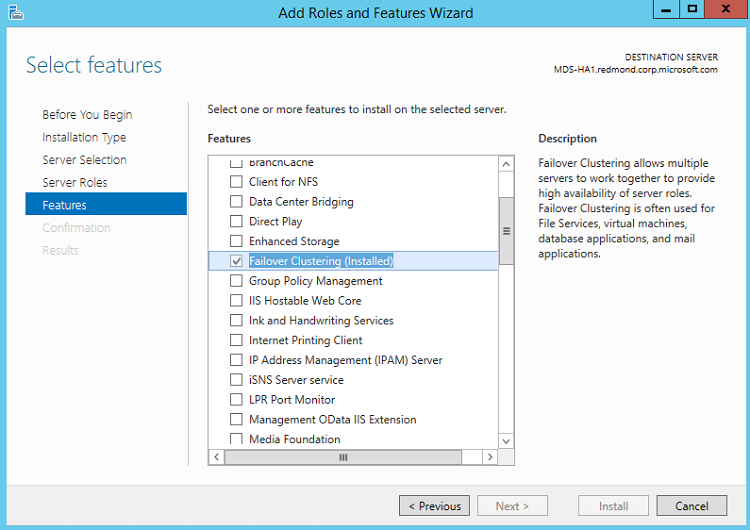 Add Roles and Features Wizard
Select features
DESTINATION SERVER
MDS-HA1.redmond.corp.microsoft.com
Before You Begin
Installation Type
Server Selection
Server Roles
Features
Confirmation
Results
Select one or more features to install on the selected server.
Features
BranchCache
Client for NFS
Data Center Bridging
Direct Play
Enhanced Storage
Failover Clustering (Installed)
Group Policy Management
IIS Hostable Web Core
Ink and Handwriting Services
Internet Printing Client
IP Address Management (IPAM) Server
iSNS Server service
LPR Port Monitor
Management OData IIS Extension
Media Foundation
Description
Failover Clustering allows multiple
servers to work together to provide
high availability of server roles.
Failover Clustering is often used for
File Services, virtual machines,
database applications, and mail
applications.
< Previous
Next >
Install
Cancel